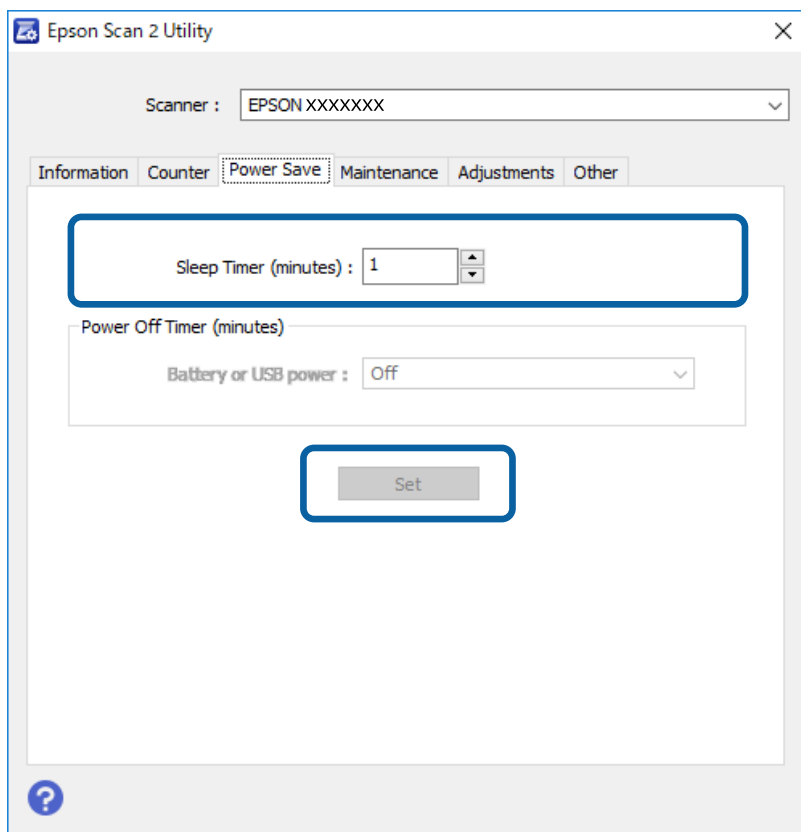 Epson Scan 2 Utility
Scanner : EPSON XXXXXXX
Information Counter Power Save Maintenance Adjustments Other
Sleep Timer (minutes) : 1
Power Off Timer (minutes)
Battery or USB power : Off
Set
?